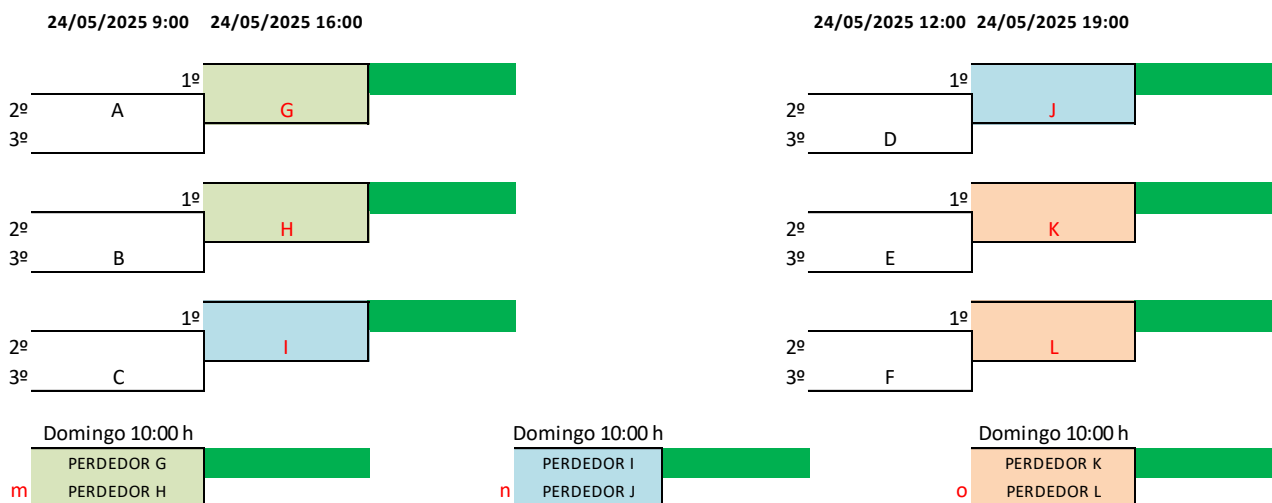 24/05/2025 9:00 24/05/2025 16:00 24/05/2025 12:00 24/05/2025 19:00
1º 1º
2º A G 2º J
3º 3º D
1º 1º
2º H 2º K
3º B 3º E
1º 1º
2º I 2º L
3º C 3º F
Domingo 10:00 h Domingo 10:00 h Domingo 10:00 h
PERDEDOR G PERDEDOR I PERDEDOR K
m PERDEDOR H n PERDEDOR J o PERDEDOR L